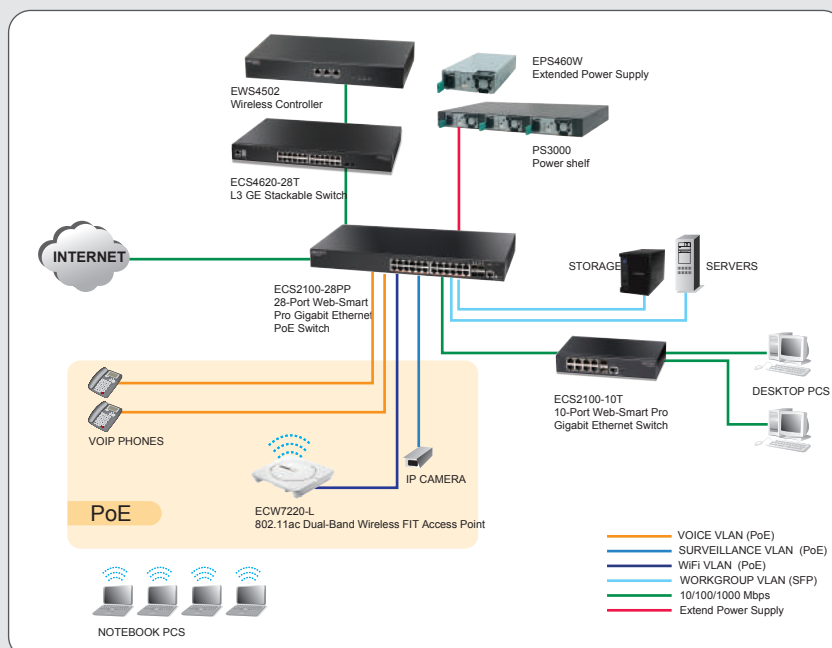 EWS4502
Wireless Controller
EPS460W
Extended Power Supply
PS3000
Power shelf
ECS4620-28T
L3 GE Stackable Switch
INTERNET
STORAGE
SERVERS
ECS2100-28PP
28-Port Web-Smart
Pro Gigabit Ethernet
PoE Switch
ECS2100-10T
10-Port Web-Smart Pro
Gigabit Ethernet Switch
DESKTOP PCS
VOIP PHONES
IP CAMERA
ECW7220-L
802.11ac Dual-Band Wireless FIT Access Point
PoE
NOTEBOOK PCS
VOICE VLAN (PoE)
SURVEILLANCE VLAN (PoE)
WiFi VLAN (PoE)
WORKGROUP VLAN (SFP)
10/100/1000 Mbps
Extend Power Supply